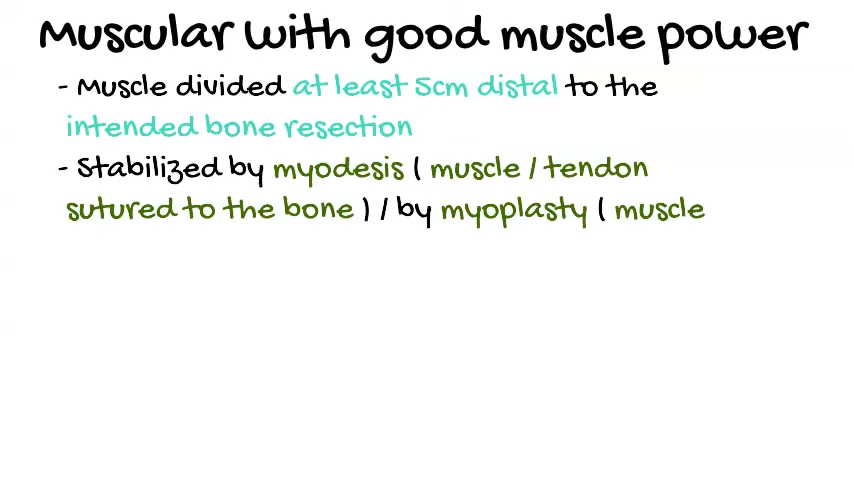 Muscular with good muscle power
- Muscle divided at least 5cm distal to the
intended bone resection
- Stabilized by myodesis ( muscle / tendon
sutured to the bone ) / by myoplasty ( muscle